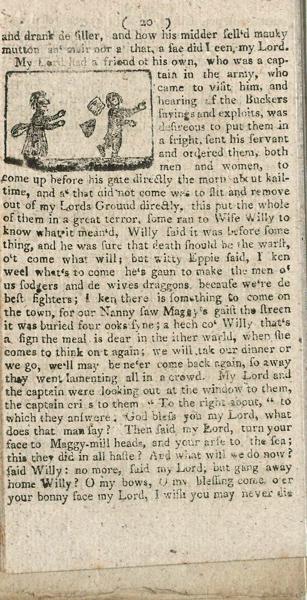 ( 20 )
and drank de filler, and how his midder fell'd mauky
mutton an' mair nor a' that, a fae did I een, my Lord.
My Lord had a friend of his own, who was a cap-
tain in the army, who
came to vifit him, and
hearing of the Buckers
fayings and exploits, was
defireous to put them in
a fright, fent his fervant
and ordered them, both
men and women, to
come up before his gate directly the morn about kail-
time, and a' that did not come was to flit and remove
out of my Lords Ground directly, this put the whole
of them in a great terror, fome ran to Wife Willy to
know what it mean'd, Willy faid it was before fome
thing, and he was fure that death fhould be the warft,
o't come what will; but witty Eppie faid, I ken
weel what's to come he's gaun to make the men o'
us fodgers and de wives draggons, becaufe we're de
beft fighters; I ken there is fomething to come on
the town, for our Nanny faw Maggy's gaift the ftreen
it was buried four ooks fyne; a hech co' Willy that's
a fign the meal is dear in the ither warld, when fhe
comes to think on't again; we will tak our dinner or
we go, we'll may be ne'er come back again, fo away
they went lamenting all in a crowd. My Lord and
the captein were looking out at the window to them,
the captain cri s to them " To the right about, " to
which they anfwere. God blefs you my Lord, what
does that man fay? Then faid my Lord, turn your
face to Maggy-mill heads, and your arfe to the fea;
this they did in all hafte? And what will we do now?
faid Willy: no more, faid my Lord, but gang away
home Willy? O my bows, O my bleffing come o'er
your bonny face my Lord, I wifh you may never die